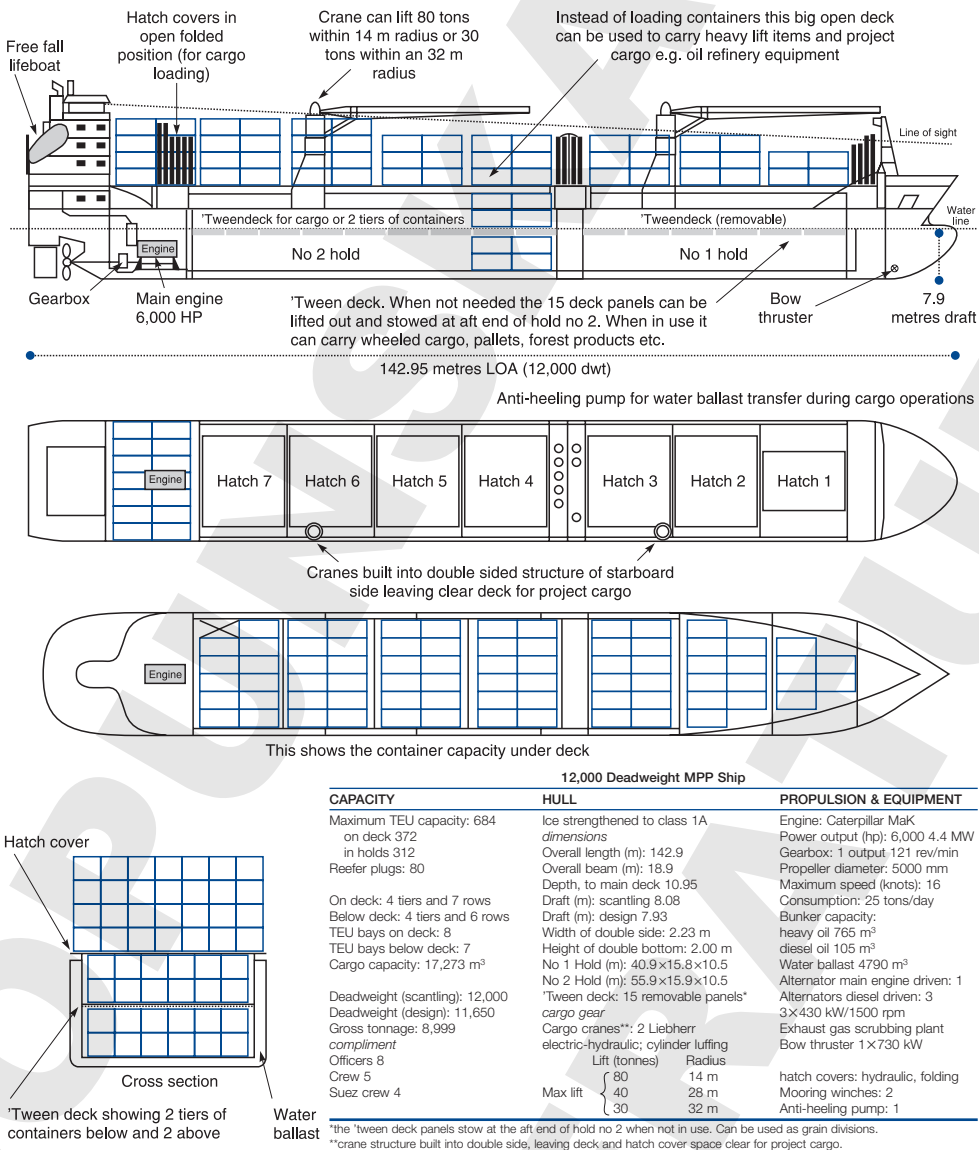 Free fall
lifeboat
Hatch covers in
open folded
position (for cargo
loading)
Crane can lift 80 tons
within 14 m radius or 30
tons within an 32 m
radius
Instead of loading containers this big open deck
can be used to carry heavy lift items and project
cargo e.g. oil refinery equipment
Line of sight
'Tweendeck for cargo or 2 tiers of containers
'Tweendeck (removable)
Water
line
Engine
No 2 hold
No 1 hold
Gearbox
Main engine
6,000 HP
'Tween deck. When not needed the 15 deck panels can be
lifted out and stowed at aft end of hold no 2. When in use it
can carry wheeled cargo, pallets, forest products etc.
Bow
thruster
7.9
metres draft
142.95 metres LOA (12,000 dwt)
Anti-heeling pump for water ballast transfer during cargo operations
Engine
Hatch 7
Hatch 6
Hatch 5
Hatch 4
Hatch 3
Hatch 2
Hatch 1
Cranes built into double sided structure of starboard
side leaving clear deck for project cargo
Engine
This shows the container capacity under deck
Hatch cover
Cross section
'Tween deck showing 2 tiers of
containers below and 2 above
Water
ballast
12,000 Deadweight MPP Ship
CAPACITY
Maximum TEU capacity: 684
on deck 372
in holds 312
Reefer plugs: 80
On deck: 4 tiers and 7 rows
Below deck: 4 tiers and 6 rows
TEU bays on deck: 8
TEU bays below deck: 7
Cargo capacity: 17,273 m³
Deadweight (scantling): 12,000
Deadweight (design): 11,650
Gross tonnage: 8,999
compliment
Officers 8
Crew 5
Suez crew 4
HULL
Ice strengthened to class 1A
dimensions
Overall length (m): 142.9
Overall beam (m): 18.9
Depth, to main deck 10.95
Draft (m): scantling 8.08
Draft (m): design 7.93
Width of double side: 2.23 m
Height of double bottom: 2.00 m
No 1 Hold (m): 40.9×15.8×10.5
No 2 Hold (m): 55.9×15.9×10.5
'Tween deck: 15 removable panels*
cargo gear
Cargo cranes**: 2 Liebherr
electric-hydraulic; cylinder luffing
Lift (tonnes) Radius
80 14 m
Max lift 40 28 m
30 32 m
PROPULSION & EQUIPMENT
Engine: Caterpillar MaK
Power output (hp): 6,000 4.4 MW
Gearbox: 1 output 121 rev/min
Propeller diameter: 5000 mm
Maximum speed (knots): 16
Consumption: 25 tons/day
Bunker capacity:
heavy oil 765 m³
diesel oil 105 m³
Water ballast 4790 m³
Alternator main engine driven: 1
Alternators diesel driven: 3
3×430 kW/1500 rpm
Exhaust gas scrubbing plant
Bow thruster 1×730 kW
hatch covers: hydraulic, folding
Mooring winches: 2
Anti-heeling pump: 1
*the 'tween deck panels stow at the aft end of hold no 2 when not in use. Can be used as grain divisions.
**crane structure built into double side, leaving deck and hatch cover space clear for project cargo.